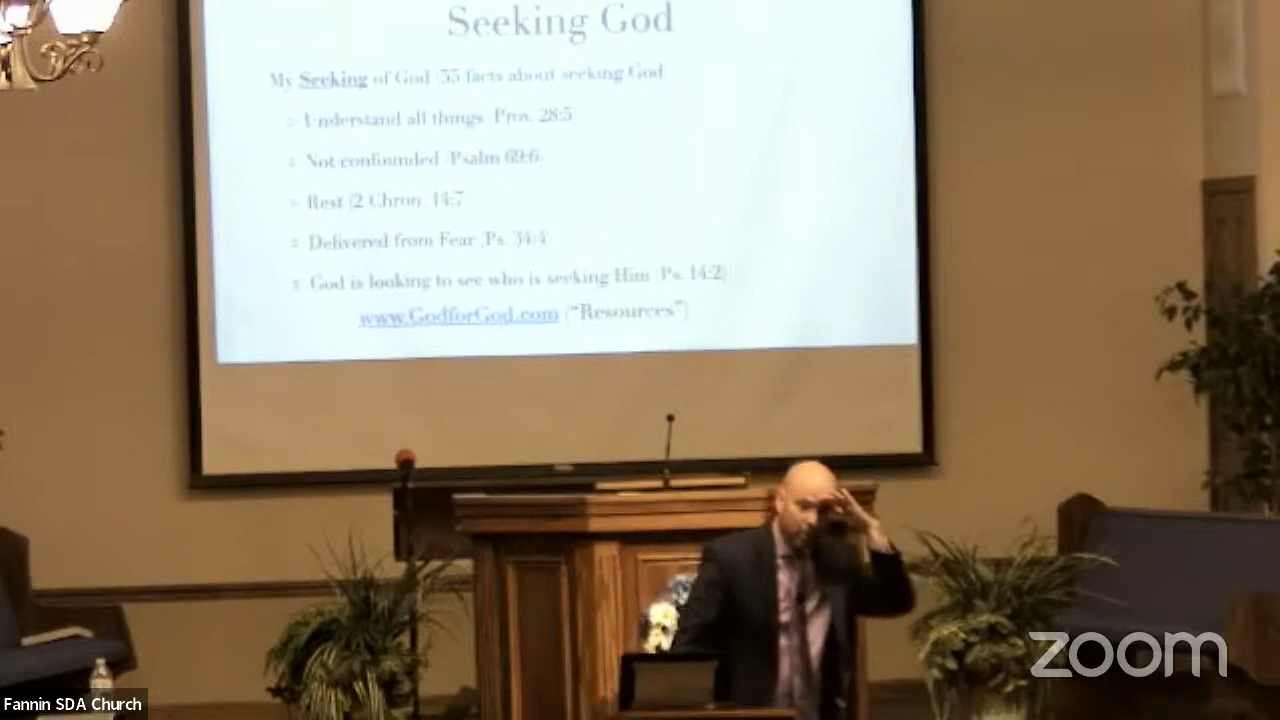 Seeking God
My Seeking of God (55 facts about seeking God)
Understand all things (Prov. 28:5)
Not confounded (Psalm 69:6)
Rest (2 Chron. 14:7)
Delivered from Fear (Ps. 34:4)
God is looking to see who is seeking Him (Ps. 14:2)
www.GodforGod.com ("Resources")
zoom
Fannin SDA Church